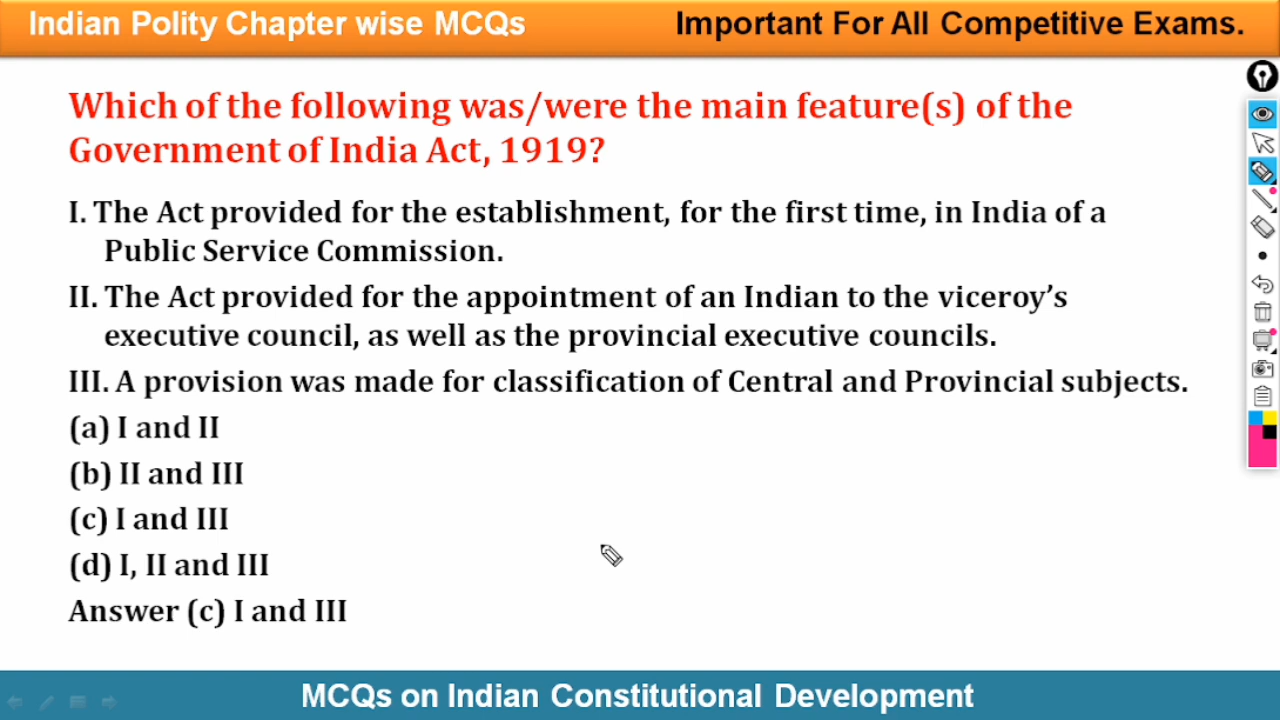 Indian Polity Chapter wise MCQs
Important For All Competitive Exams.
Which of the following was/were the main feature(s) of the
Government of India Act, 1919?
I. The Act provided for the establishment, for the first time, in India of a
Public Service Commission.
II. The Act provided for the appointment of an Indian to the viceroy’s
executive council, as well as the provincial executive councils.
III. A provision was made for classification of Central and Provincial subjects.
(a) I and II
(b) II and III
(c) I and III
(d) I, II and III
Answer (c) I and III
MCQs on Indian Constitutional Development